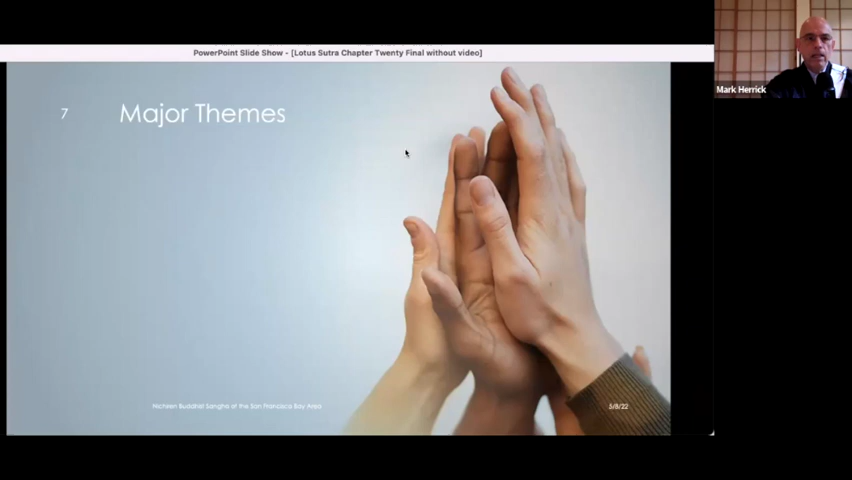 PowerPoint Slide Show - [Lotus Sutra Chapter Twenty Final without video]
Mark Herrick
7
Major Themes
Nichiren Buddhist Sangha of the San Francisco Bay Area
5/8/22